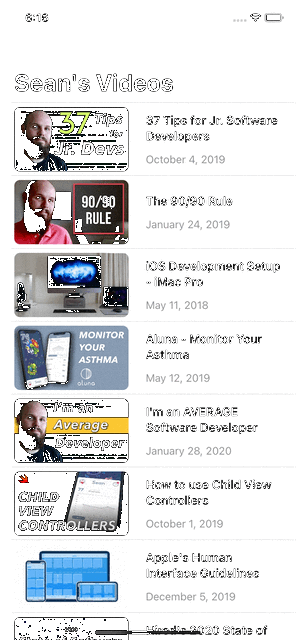 6:16
Sean's Videos
37 Tips
for
Jr. Devs
37 Tips for Jr. Software
Developers
October 4, 2019
90/90
RULE
The 90/90 Rule
January 24, 2020
iOS Development Setup
- iMac Pro
May 11, 2018
MONITOR
YOUR
ASTHMA
aluna
Aluna - Monitor Your
Asthma
May 12, 2019
I'm an
Average
Developer
I'm an AVERAGE
Software Developer
January 28, 2020
CHILD
VIEW
CONTROLLERS
How to use Child View
Controllers
October 1, 2019
Apple's Human
Interface Guidelines
December 5, 2019
2020 State of